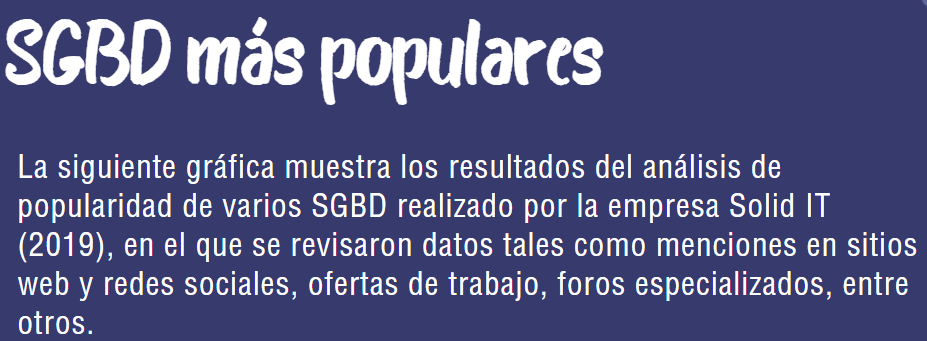 SGBD más populares
La siguiente gráfica muestra los resultados del análisis de
popularidad de varios SGBD realizado por la empresa Solid IT
(2019), en el que se revisaron datos tales como menciones en sitios
web y redes sociales, ofertas de trabajo, foros especializados, entre
otros.